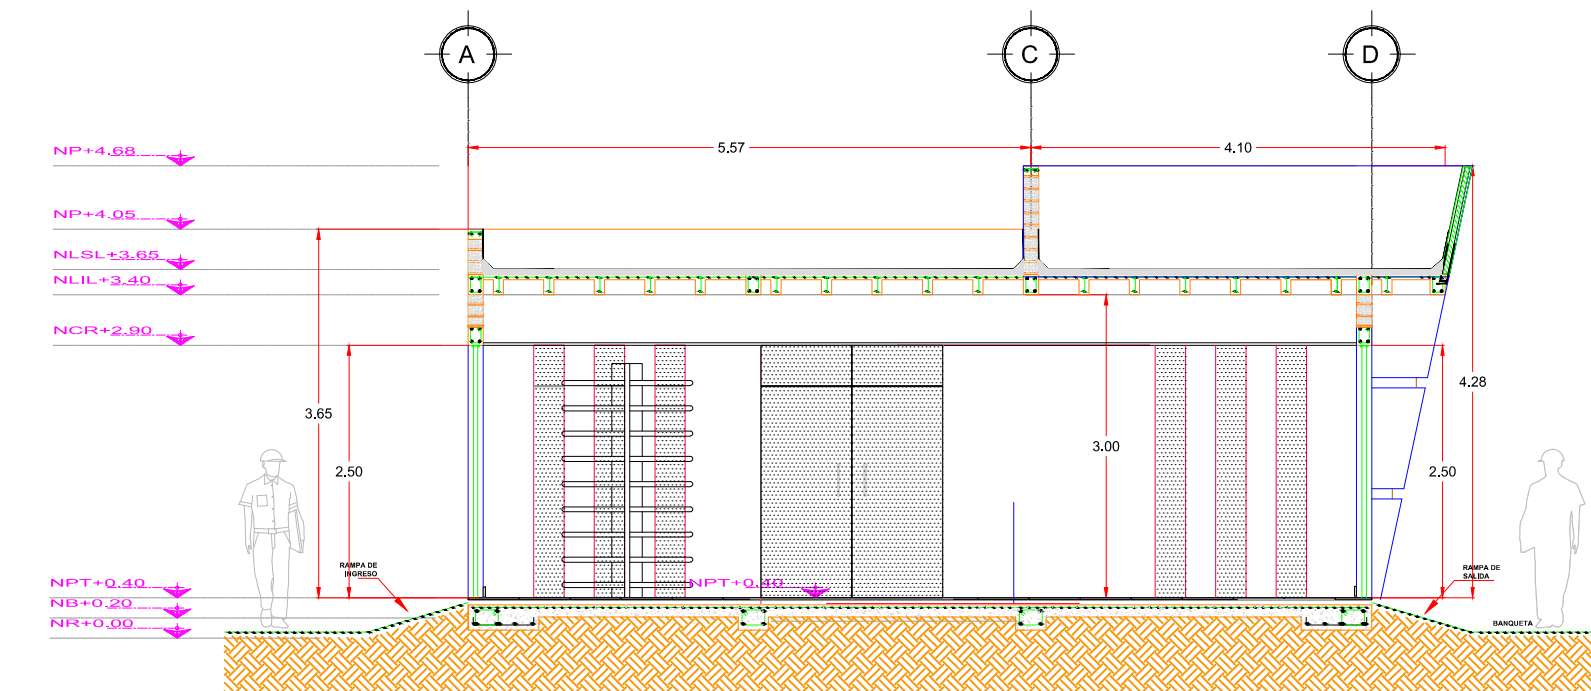 A
C
D
5.57
4.10
NP+4.68
NP+4.05
NLSL+3.65
NLIL+3.40
NCR+2.90
3.65
2.50
3.00
4.28
2.50
RAMPA DE
INGRESO
RAMPA DE
SALIDA
NPT+0.40
NPT+0.40
NB+0.20
NR+0.00
BANQUETA